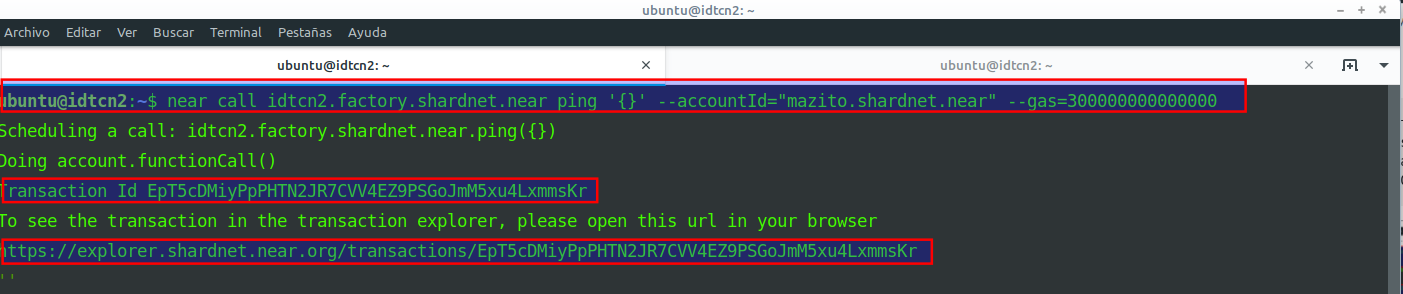 ubuntu@idtcn2: ~
Archivo Editar Ver Buscar Terminal Pestañas Ayuda
ubuntu@idtcn2: ~ ubuntu@idtcn2: ~
ubuntu@idtcn2:~$ near call idtcn2.factory.shardnet.near ping '{}' --accountId="mazito.shardnet.near" --gas=300000000000000
Scheduling a call: idtcn2.factory.shardnet.near.ping({})
Doing account.functionCall()
Transaction Id EpT5cDMiyPpPHTN2JR7CVV4EZ9PSGoJmM5xu4LxmmsKr
To see the transaction in the transaction explorer, please open this url in your browser
https://explorer.shardnet.near.org/transactions/EpT5cDMiyPpPHTN2JR7CVV4EZ9PSGoJmM5xu4LxmmsKr
''